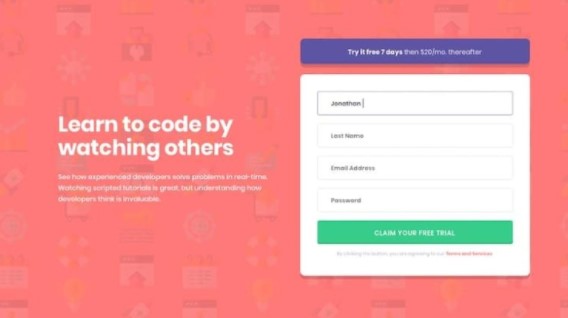 Try it free 7 days then $20/mo. thereafter
Learn to code by
watching others
See how experienced developers solve problems in real-time.
Watching scripted tutorials is great, but understanding how
developers think is invaluable.
Jonathan
Last Name
Email Address
Password
CLAIM YOUR FREE TRIAL
By clicking the button, you are agreeing to our Terms and Services